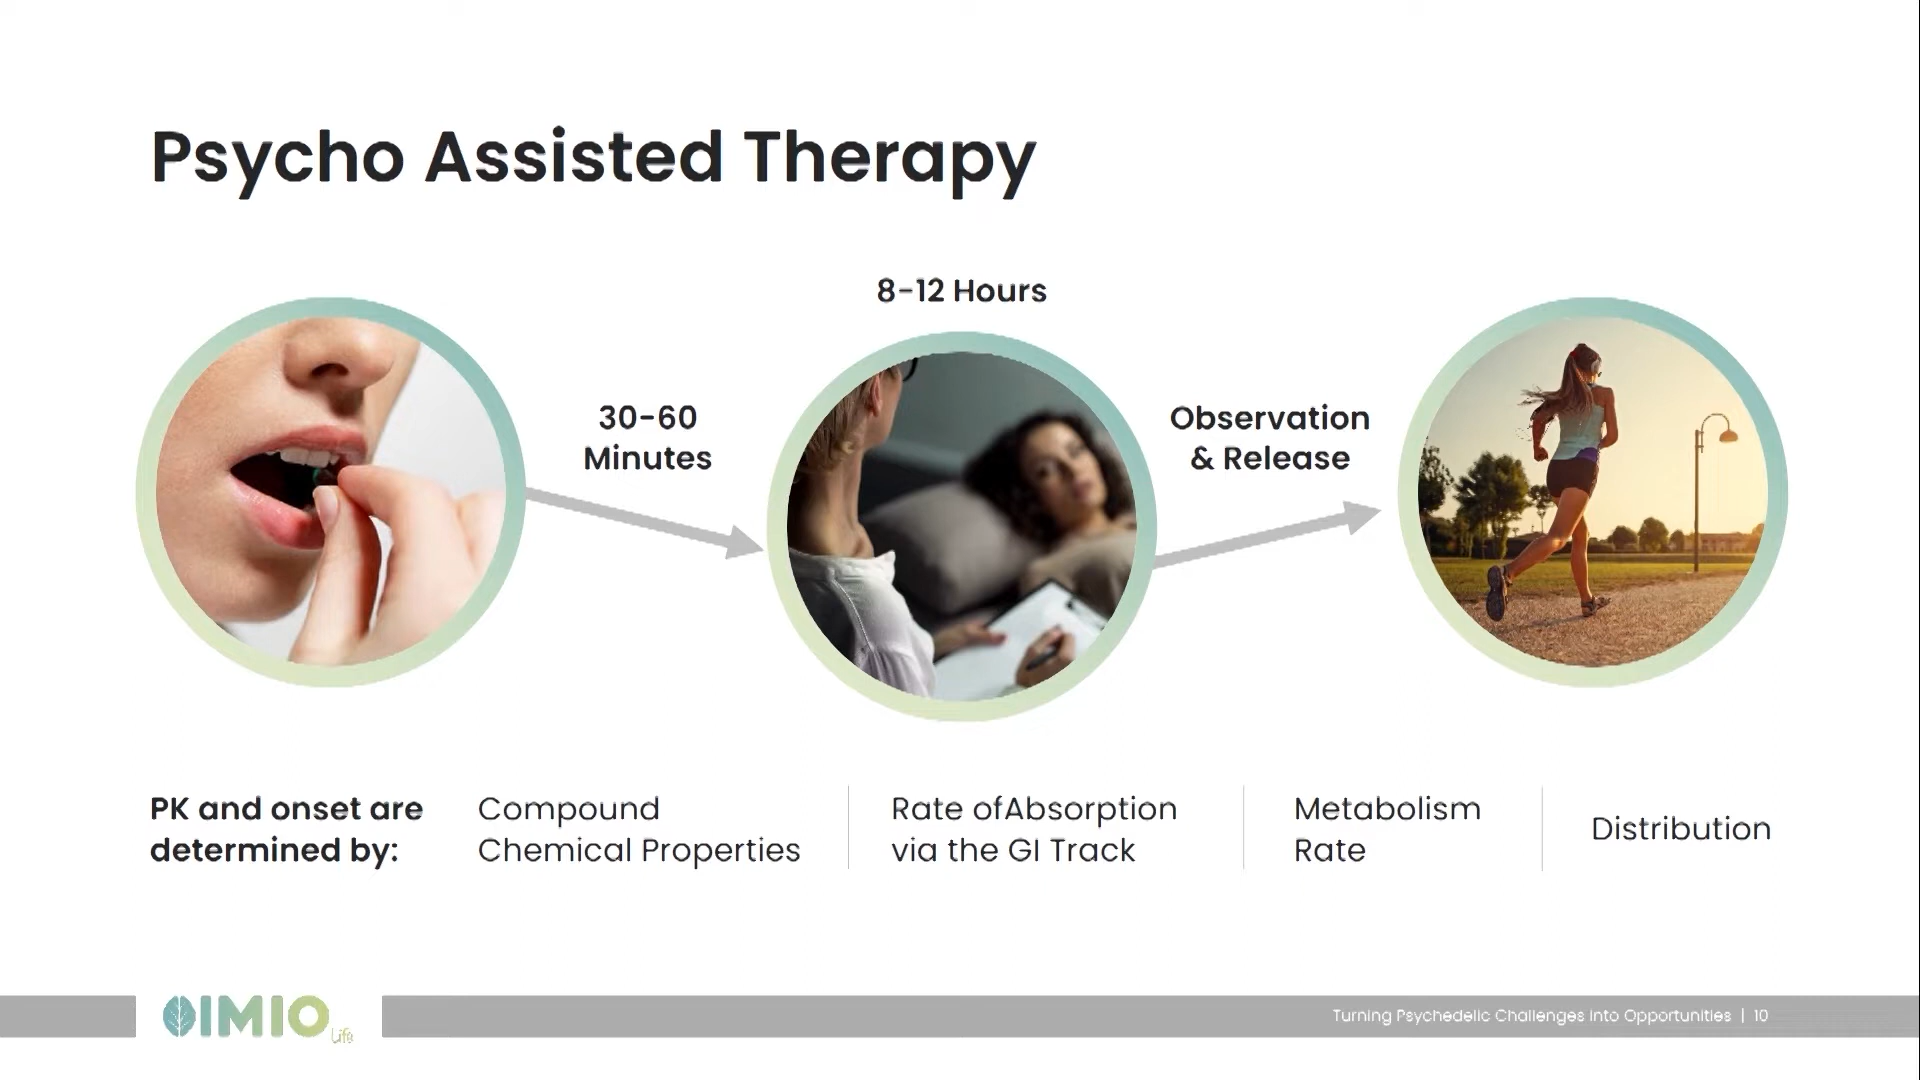 Psycho Assisted Therapy
8-12 Hours
30-60
Minutes
Observation
& Release
PK and onset are
determined by:
Compound
Chemical Properties
Rate ofAbsorption
via the GI Track
Metabolism
Rate
Distribution
IMIO
Life
Turning Psychedelic Challenges into Opportunities | 10